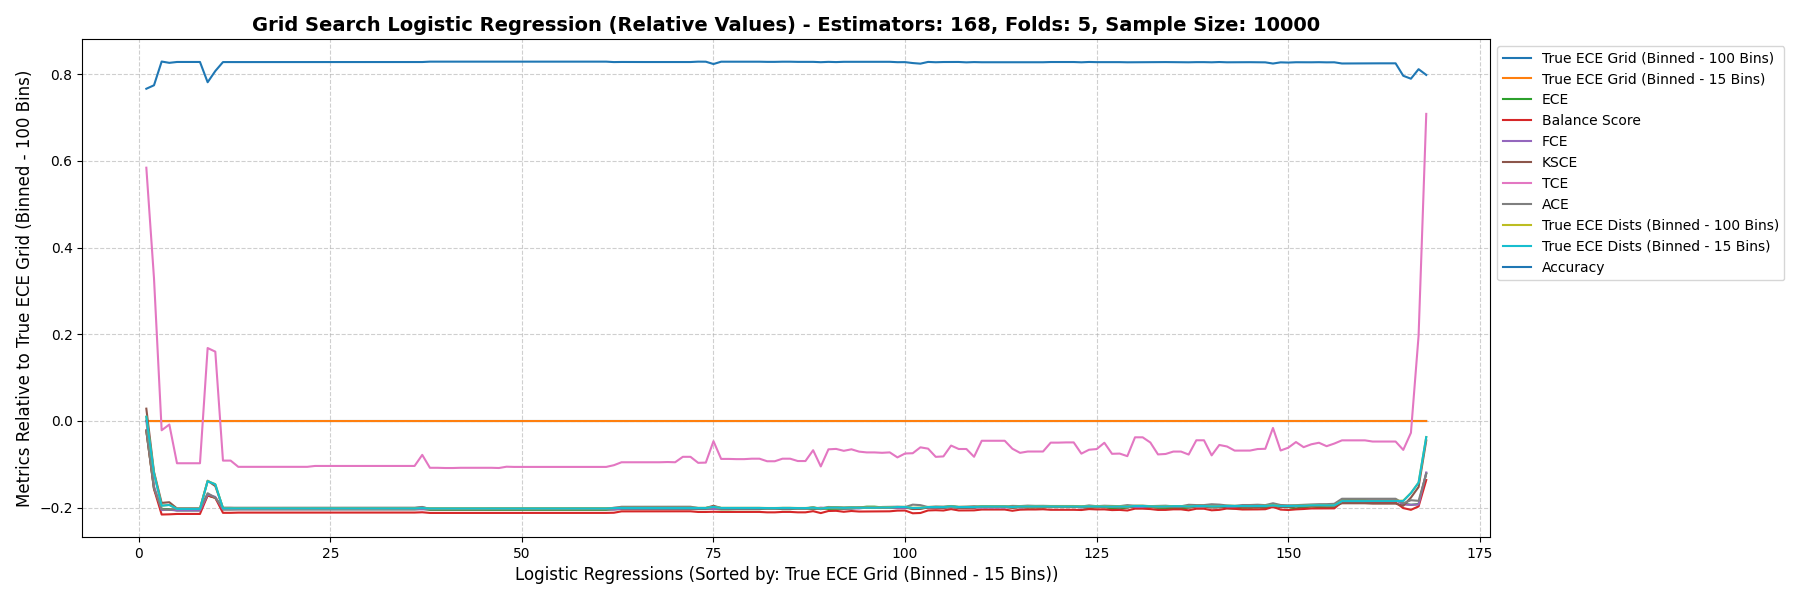 Grid Search Logistic Regression (Relative Values) - Estimators: 168, Folds: 5, Sample Size: 10000
Metrics Relative to True ECE Grid (Binned - 100 Bins)
0.8
0.6
0.4
0.2
0.0
−0.2
0
25
50
75
100
125
150
175
Logistic Regressions (Sorted by: True ECE Grid (Binned - 15 Bins))
True ECE Grid (Binned - 100 Bins)
True ECE Grid (Binned - 15 Bins)
ECE
Balance Score
FCE
KSCE
TCE
ACE
True ECE Dists (Binned - 100 Bins)
True ECE Dists (Binned - 15 Bins)
Accuracy